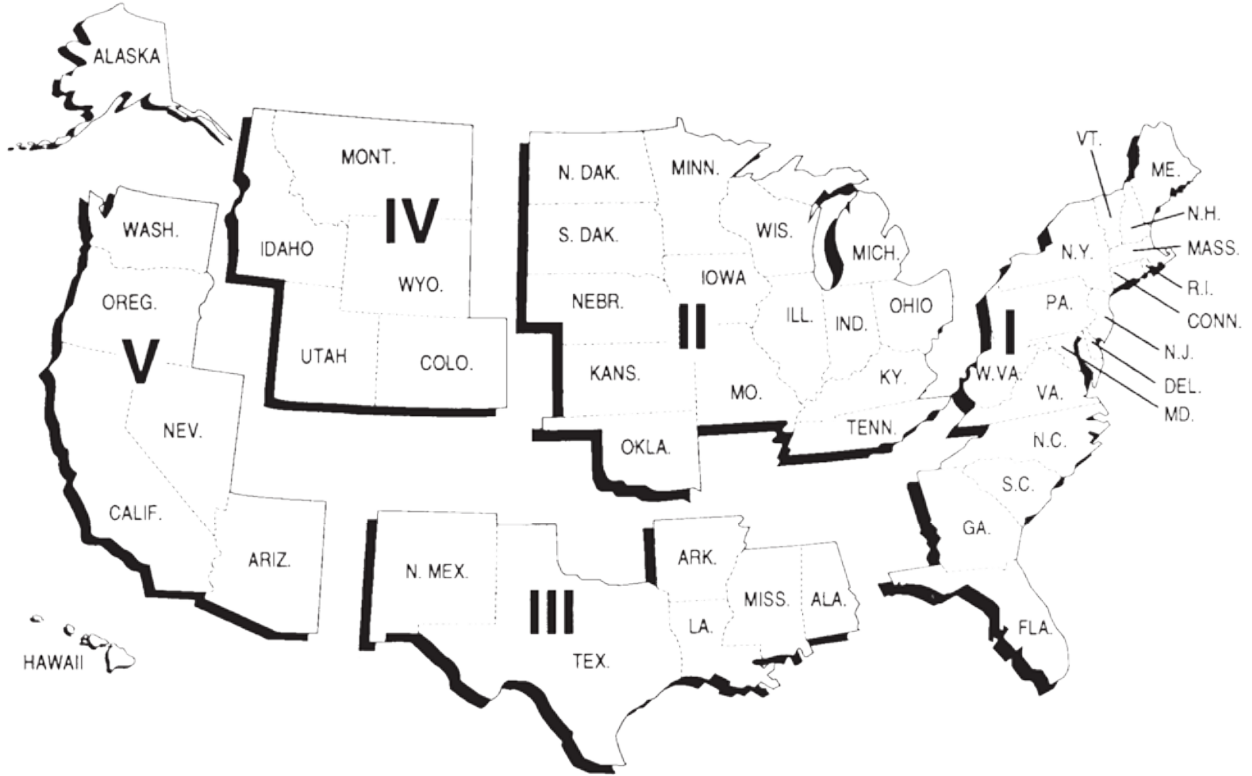 ALASKA
MONT.
IV
IDAHO
WYO.
UTAH
COLO.
WASH.
OREG.
V
NEV.
CALIF.
ARIZ.
HAWAII
N. DAK.
MINN.
S. DAK.
WIS.
MICH.
IOWA
NEBR.
II
ILL.
IND.
OHIO
KANS.
MO.
KY.
TENN.
OKLA.
N. MEX.
III
TEX.
ARK.
LA.
MISS.
ALA.
VT.
ME.
N.H.
N.Y.
MASS.
R.I.
PA.
CONN.
I
N.J.
W.VA.
DEL.
VA.
MD.
N.C.
S.C.
GA.
FLA.